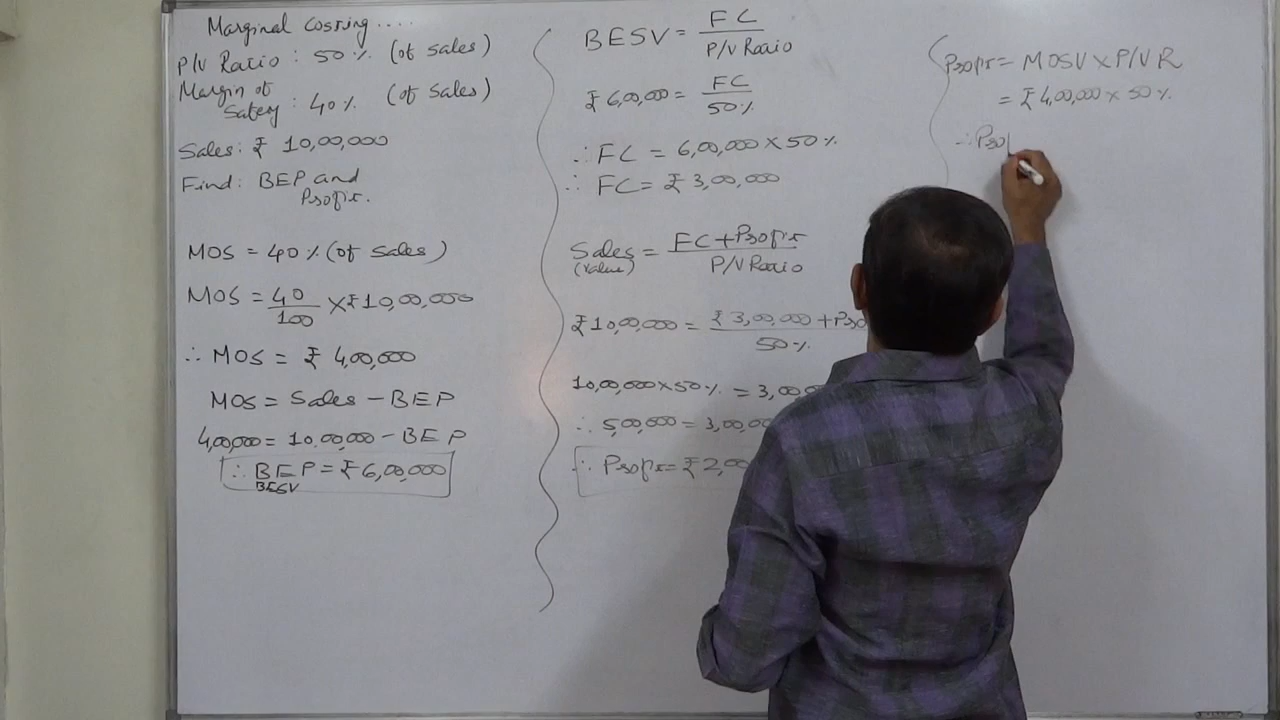 Marginal Costing....
P/V Ratio : 50% (of sales)
Margin of
Safety : 40% (of sales)
Sales: ₹ 10,00,000
Find: BEP and
Profit.
MOS = 40% (of sales)
MOS = 40/100 × ₹10,00,000
∴ MOS = ₹ 4,00,000
MOS = Sales − BEP
4,00,000 = 10,00,000 − BEP
∴ BEP = ₹ 6,00,000
BESV
BESV = FC / P/V Ratio
₹ 6,00,000 = FC / 50%
∴ FC = 6,00,000 × 50%
∴ FC = ₹ 3,00,000
Sales (Value) = FC + Profit / P/V Ratio
₹ 10,00,000 = ₹ 3,00,000 + Pro / 50%
10,00,000 × 50% = 3,00,0
∴ 5,00,000 = 3,00,00
∴ Profit = ₹ 2,00
Profit = MOSV × P/V R
= ₹ 4,00,000 × 50%
∴ Pro